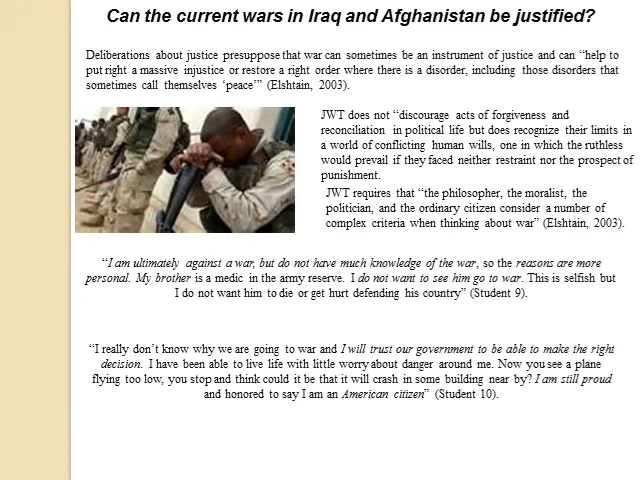 Can the current wars in Iraq and Afghanistan be justified?
Deliberations about justice presuppose that war can sometimes be an instrument of justice and can “help to
put right a massive injustice or restore a right order where there is a disorder, including those disorders that
sometimes call themselves ‘peace’” (Elshtain, 2003).
JWT does not “discourage acts of forgiveness and
reconciliation in political life but does recognize their limits in
a world of conflicting human wills, one in which the ruthless
would prevail if they faced neither restraint nor the prospect of
punishment.
JWT requires that “the philosopher, the moralist, the
politician, and the ordinary citizen consider a number of
complex criteria when thinking about war” (Elshtain, 2003).
“I am ultimately against a war, but do not have much knowledge of the war, so the reasons are more
personal. My brother is a medic in the army reserve. I do not want to see him go to war. This is selfish but
I do not want him to die or get hurt defending his country” (Student 9).
“I really don’t know why we are going to war and I will trust our government to be able to make the right
decision. I have been able to live life with little worry about danger around me. Now you see a plane
flying too low, you stop and think could it be that it will crash in some building near by? I am still proud
and honored to say I am an American citizen” (Student 10).